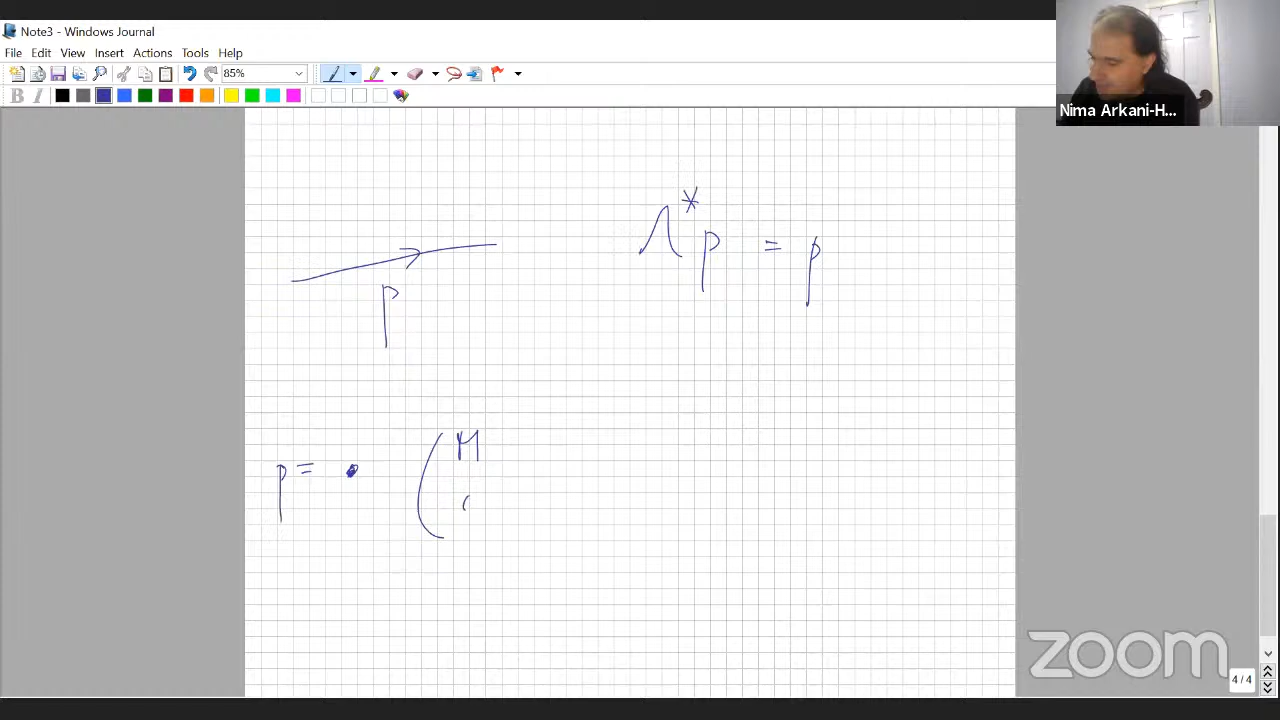 Note3 - Windows Journal
File Edit View Insert Actions Tools Help
85%
B I
Nima Arkani-H...
Λ* p = p
p
p = • ( M
0
zoom
4 / 4